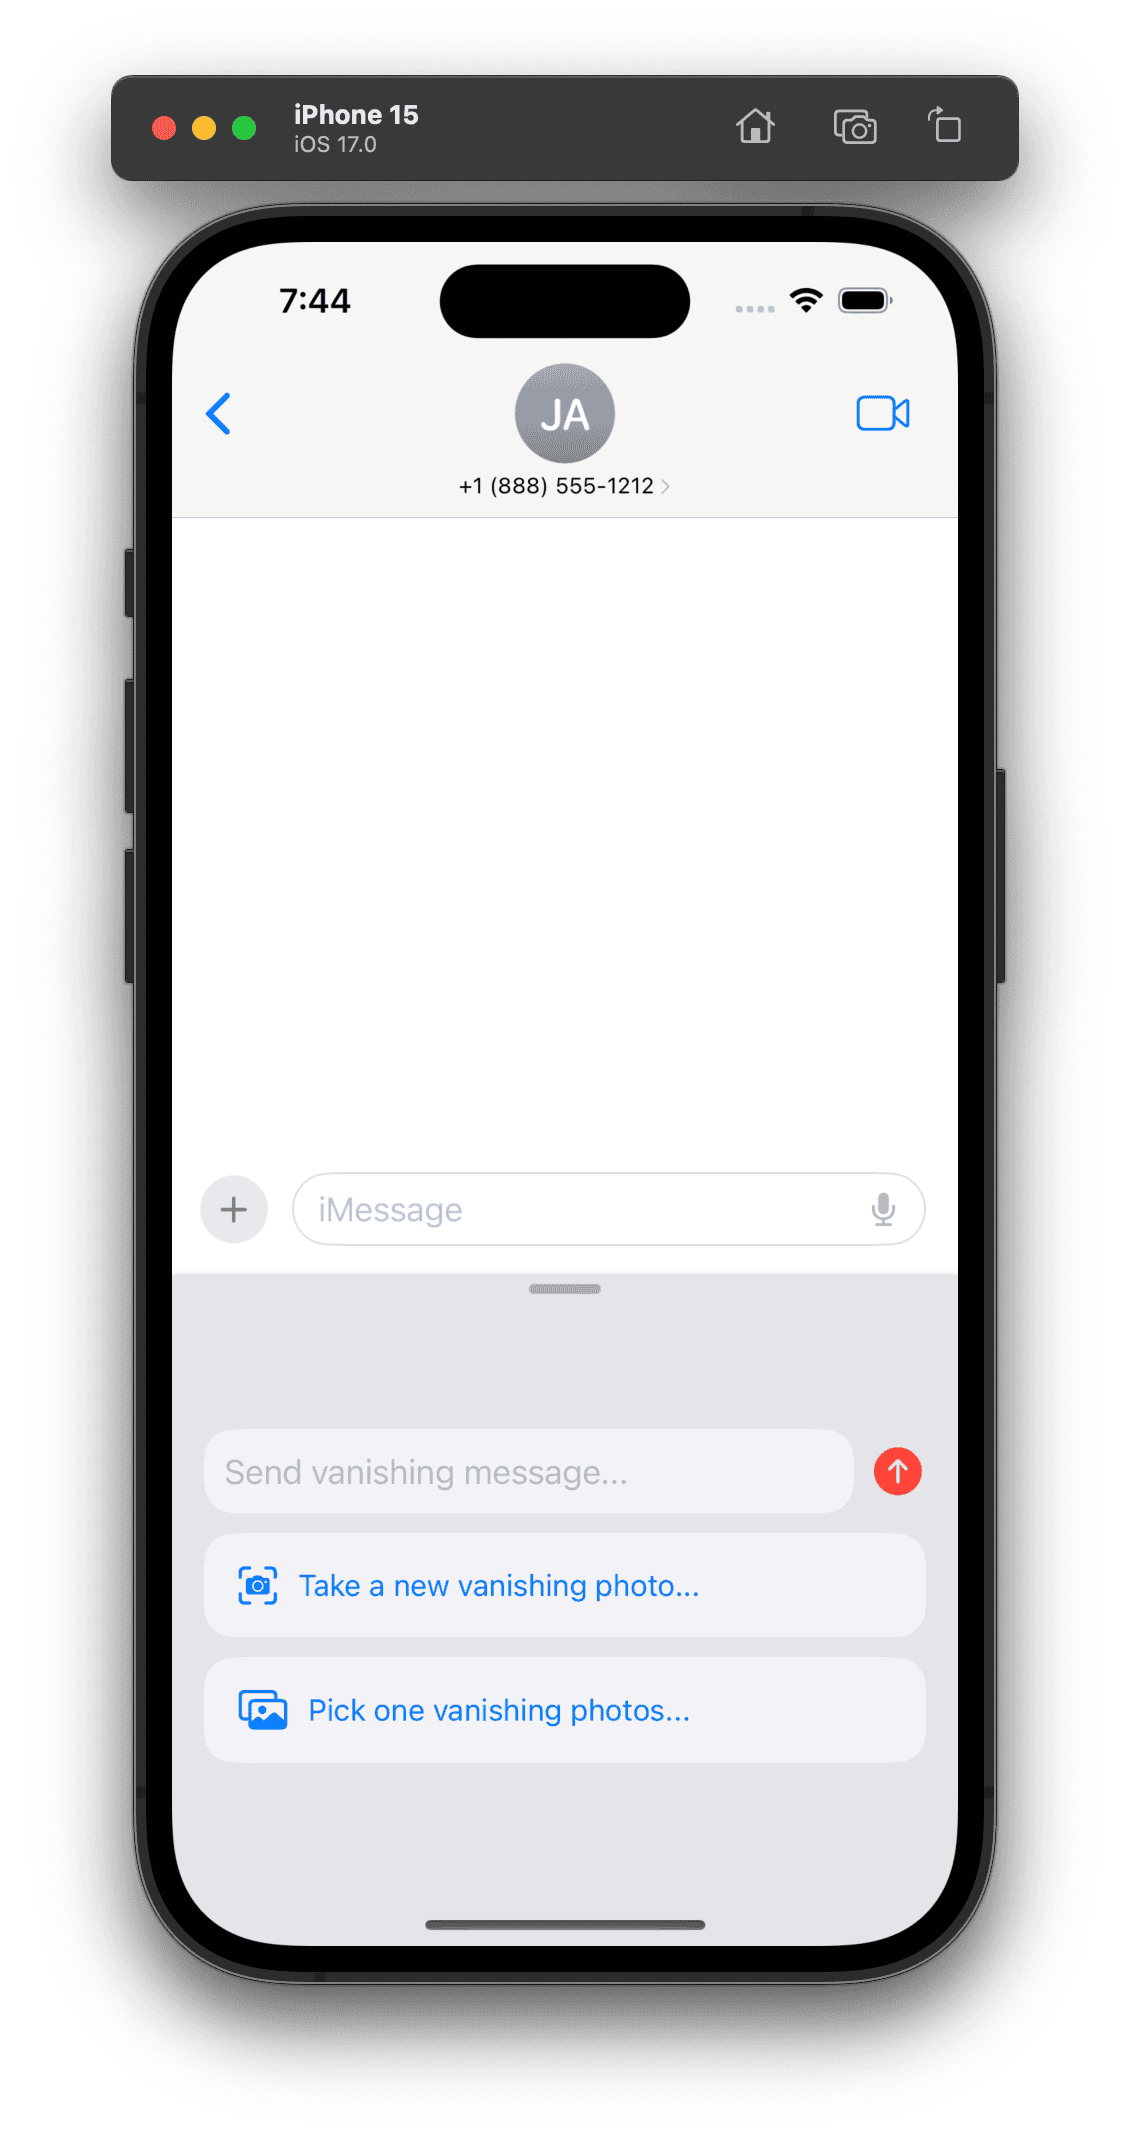 iPhone 15
iOS 17.0
7:44
JA
+1 (888) 555-1212
iMessage
Send vanishing message...
Take a new vanishing photo...
Pick one vanishing photos...